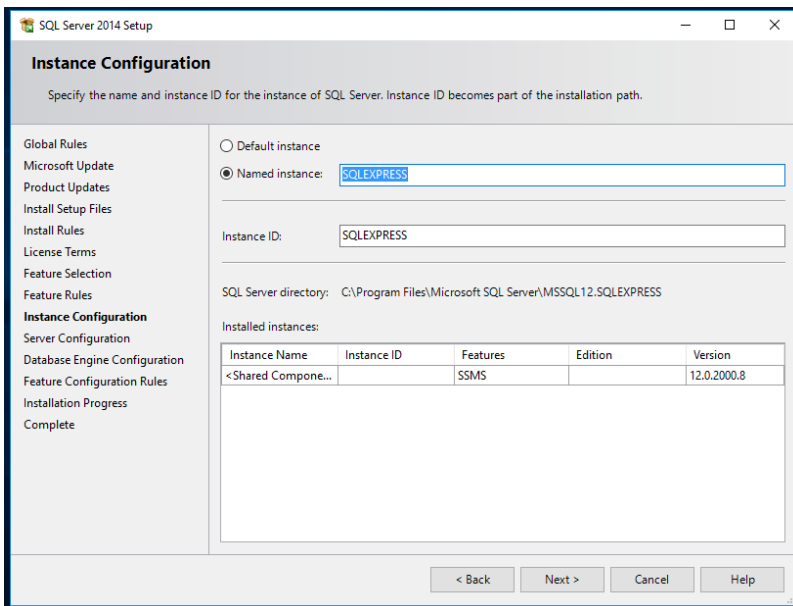 SQL Server 2014 Setup
Instance Configuration
Specify the name and instance ID for the instance of SQL Server. Instance ID becomes part of the installation path.
Global Rules
Microsoft Update
Product Updates
Install Setup Files
Install Rules
License Terms
Feature Selection
Feature Rules
Instance Configuration
Server Configuration
Database Engine Configuration
Feature Configuration Rules
Installation Progress
Complete
Default instance
Named instance: SQLEXPRESS
Instance ID: SQLEXPRESS
SQL Server directory: C:\Program Files\Microsoft SQL Server\MSSQL12.SQLEXPRESS
Installed instances:
Instance Name Instance ID Features Edition Version
<Shared Compone... SSMS 12.0.2000.8
< Back Next > Cancel Help